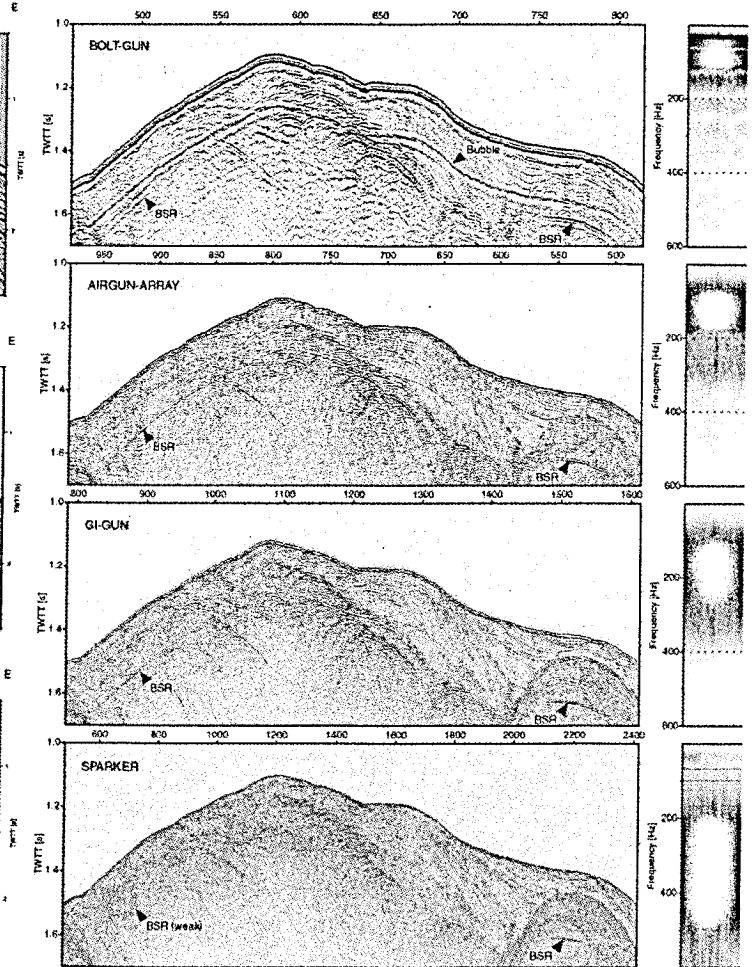 E
500 550 600 650 700 750 800
1.0
BOLT-GUN
1.2
1.4
1.6
TWTT [s]
Bubble
BSR
BSR
200
400
600
Frequency [Hz]
950 900 850 800 750 700 650 600 550 500
1.0
AIRGUN-ARRAY
1.2
1.4
1.6
TWTT [s]
BSR
BSR
200
400
600
Frequency [Hz]
E
800 900 1000 1100 1200 1300 1400 1500 1600
1.0
GI-GUN
1.2
1.4
1.6
TWTT [s]
BSR
BSR
200
400
600
Frequency [Hz]
E
600 800 1000 1200 1400 1600 1800 2000 2200 2400
1.0
SPARKER
1.2
1.4
1.6
TWTT [s]
BSR (weak)
BSR
200
400
Frequency [Hz]